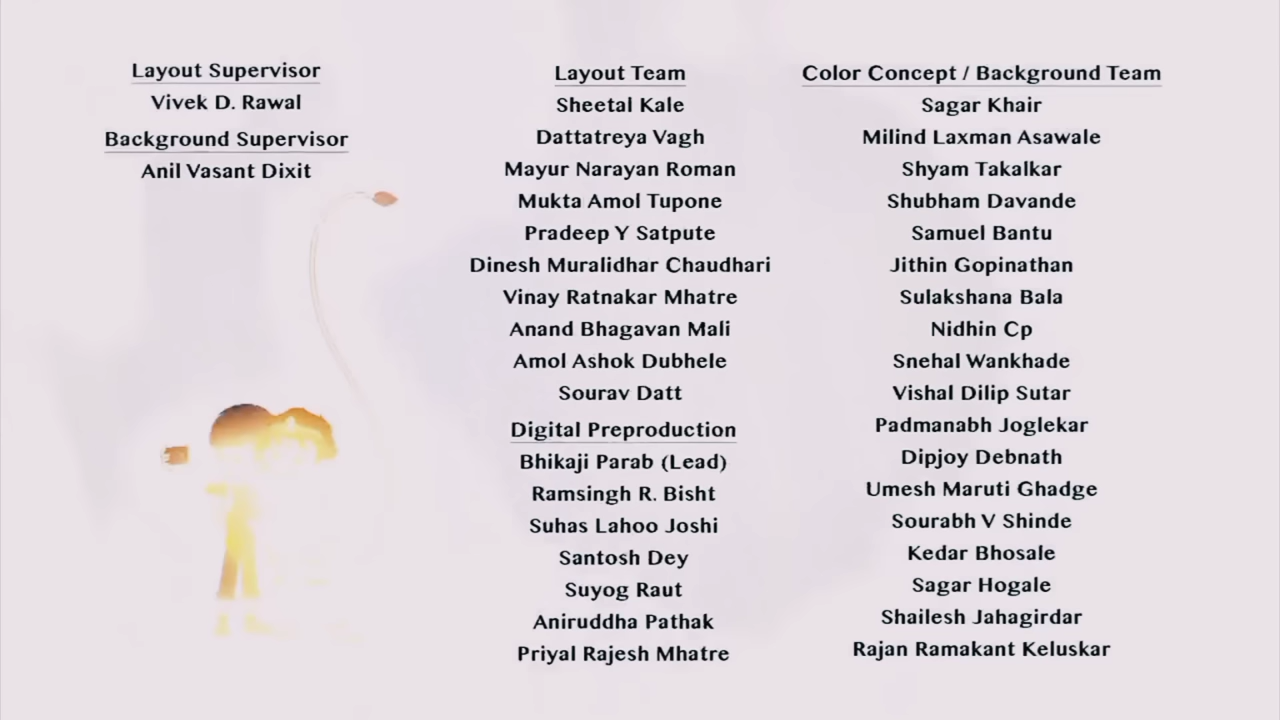 Layout Supervisor
Vivek D. Rawal
Background Supervisor
Anil Vasant Dixit
Layout Team
Sheetal Kale
Dattatreya Vagh
Mayur Narayan Roman
Mukta Amol Tupone
Pradeep Y Satpute
Dinesh Muralidhar Chaudhari
Vinay Ratnakar Mhatre
Anand Bhagavan Mali
Amol Ashok Dubhele
Sourav Datt
Digital Preproduction
Bhikaji Parab (Lead)
Ramsingh R. Bisht
Suhas Lahoo Joshi
Santosh Dey
Suyog Raut
Aniruddha Pathak
Priyal Rajesh Mhatre
Color Concept / Background Team
Sagar Khair
Milind Laxman Asawale
Shyam Takalkar
Shubham Davande
Samuel Bantu
Jithin Gopinathan
Sulakshana Bala
Nidhin Cp
Snehal Wankhade
Vishal Dilip Sutar
Padmanabh Joglekar
Dipjoy Debnath
Umesh Maruti Ghadge
Sourabh V Shinde
Kedar Bhosale
Sagar Hogale
Shailesh Jahagirdar
Rajan Ramakant Keluskar